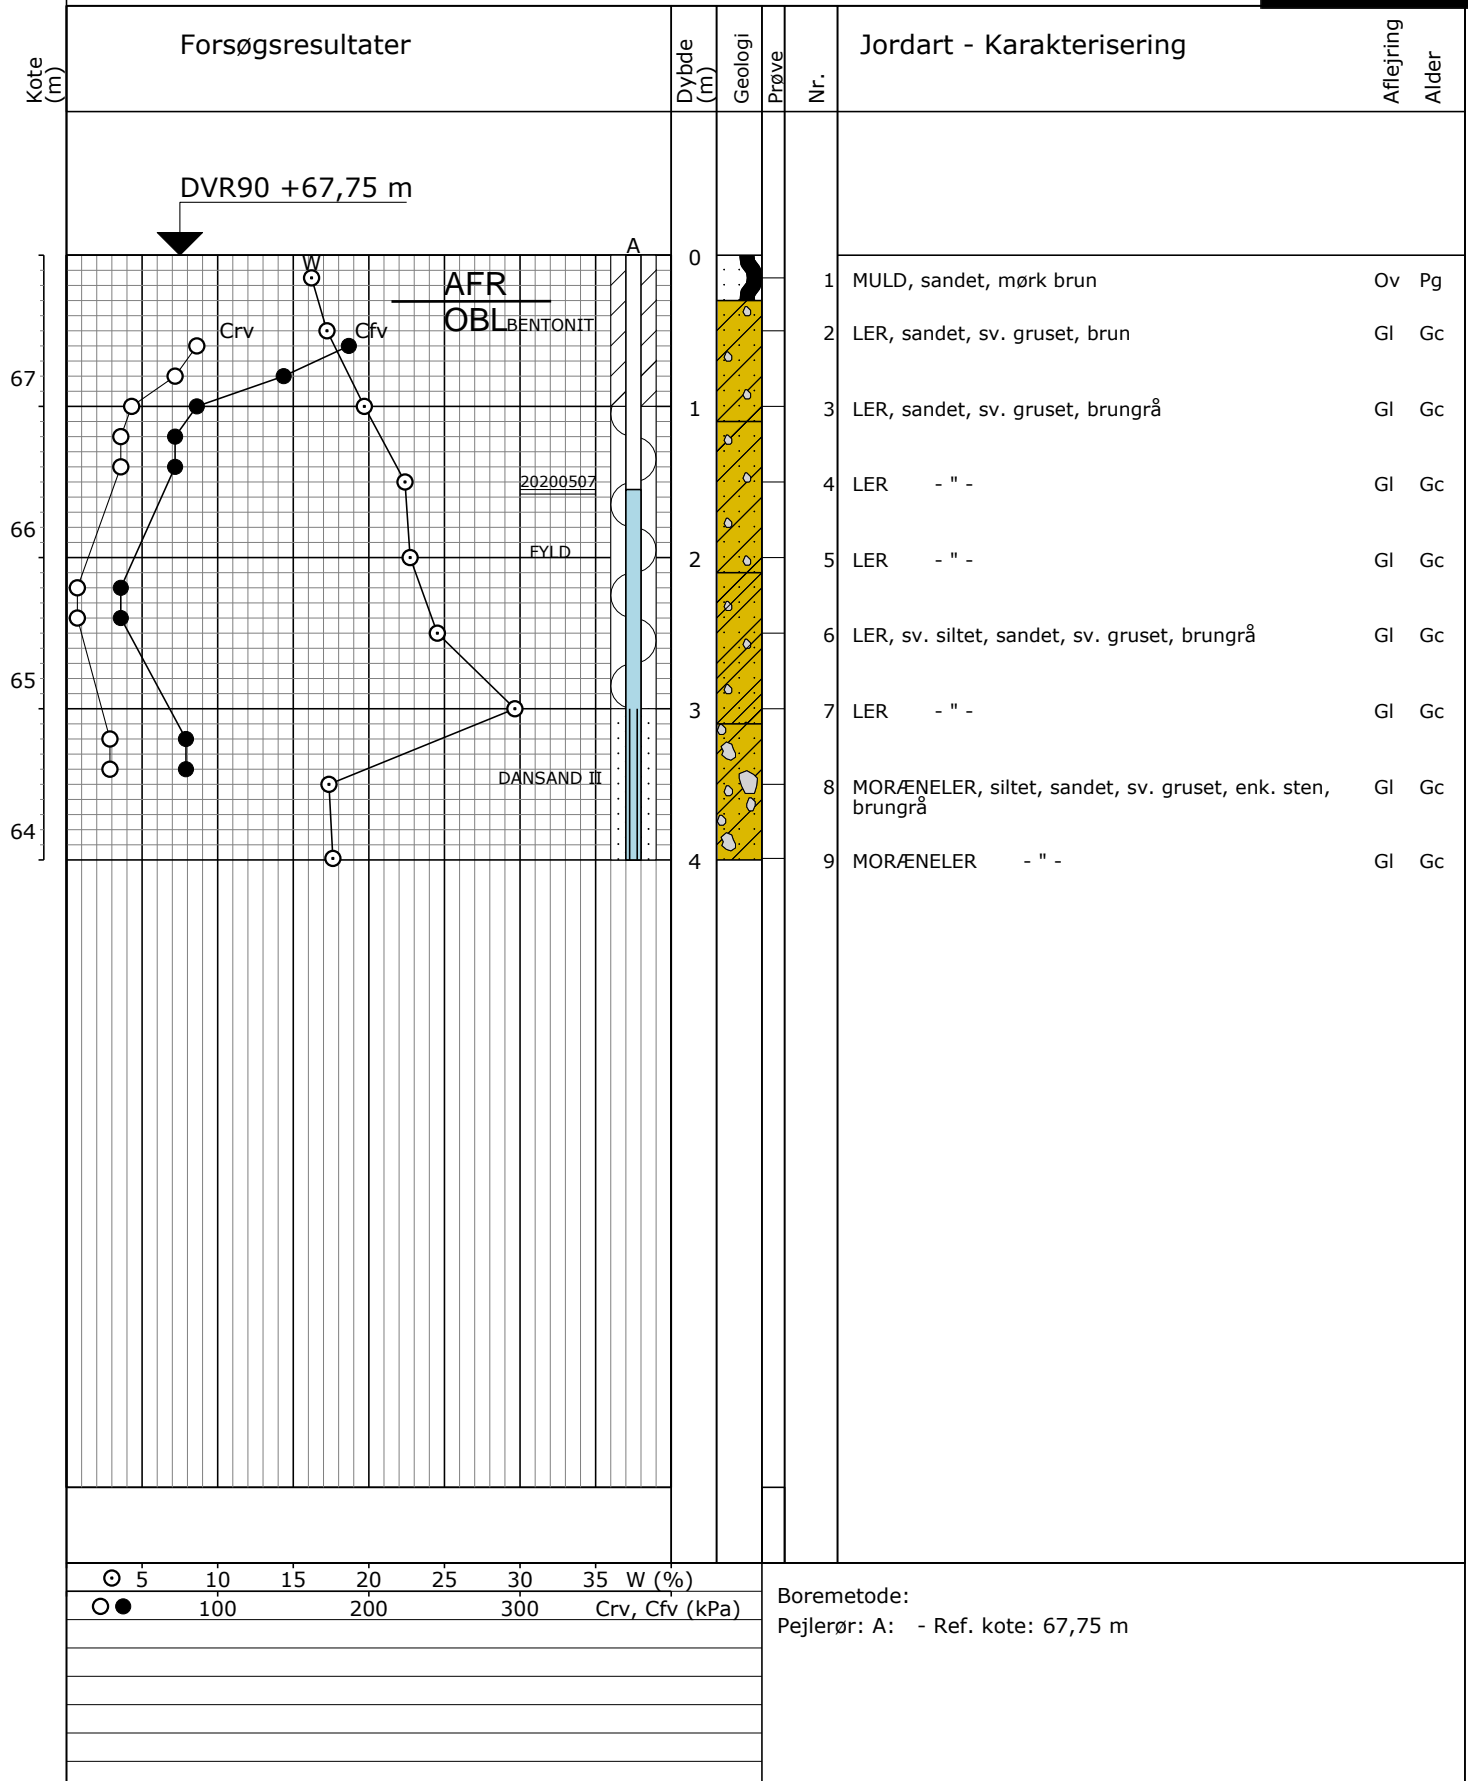 Kote (m)
Forsøgsresultater
Dybde (m)
Geologi
Prøve
Nr.
Jordart - Karakterisering
Aflejring
Alder
DVR90 +67,75 m
A
0
W
AFR
1 MULD, sandet, mørk brun Ov Pg
OBL BENTONIT
Crv Cfv
2 LER, sandet, sv. gruset, brun Gl Gc
67
1
3 LER, sandet, sv. gruset, brungrå Gl Gc
20200507
4 LER - " - Gl Gc
66
FYLD
2
5 LER - " - Gl Gc
6 LER, sv. siltet, sandet, sv. gruset, brungrå Gl Gc
65
3
7 LER - " - Gl Gc
DANSAND II
8 MORÆNELER, siltet, sandet, sv. gruset, enk. sten, Gl Gc
brungrå
64
4
9 MORÆNELER - " - Gl Gc
5 10 15 20 25 30 35 W (%)
100 200 300 Crv, Cfv (kPa)
Boremetode:
Pejlerør: A: - Ref. kote: 67,75 m